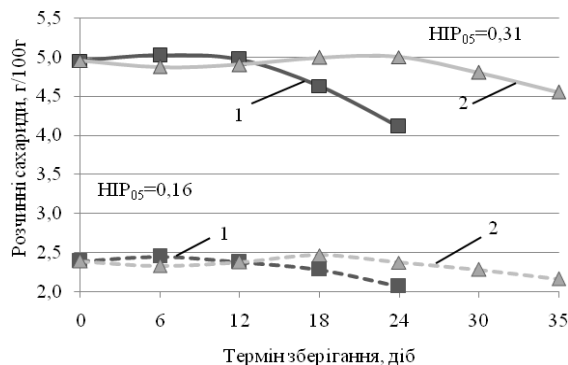 Розчинні сахариди, г/100г
5,5
5,0
4,5
4,0
3,5
3,0
2,5
2,0
НІР05=0,31
1
2
НІР05=0,16
1
2
0 6 12 18 24 30 35
Термін зберігання, діб